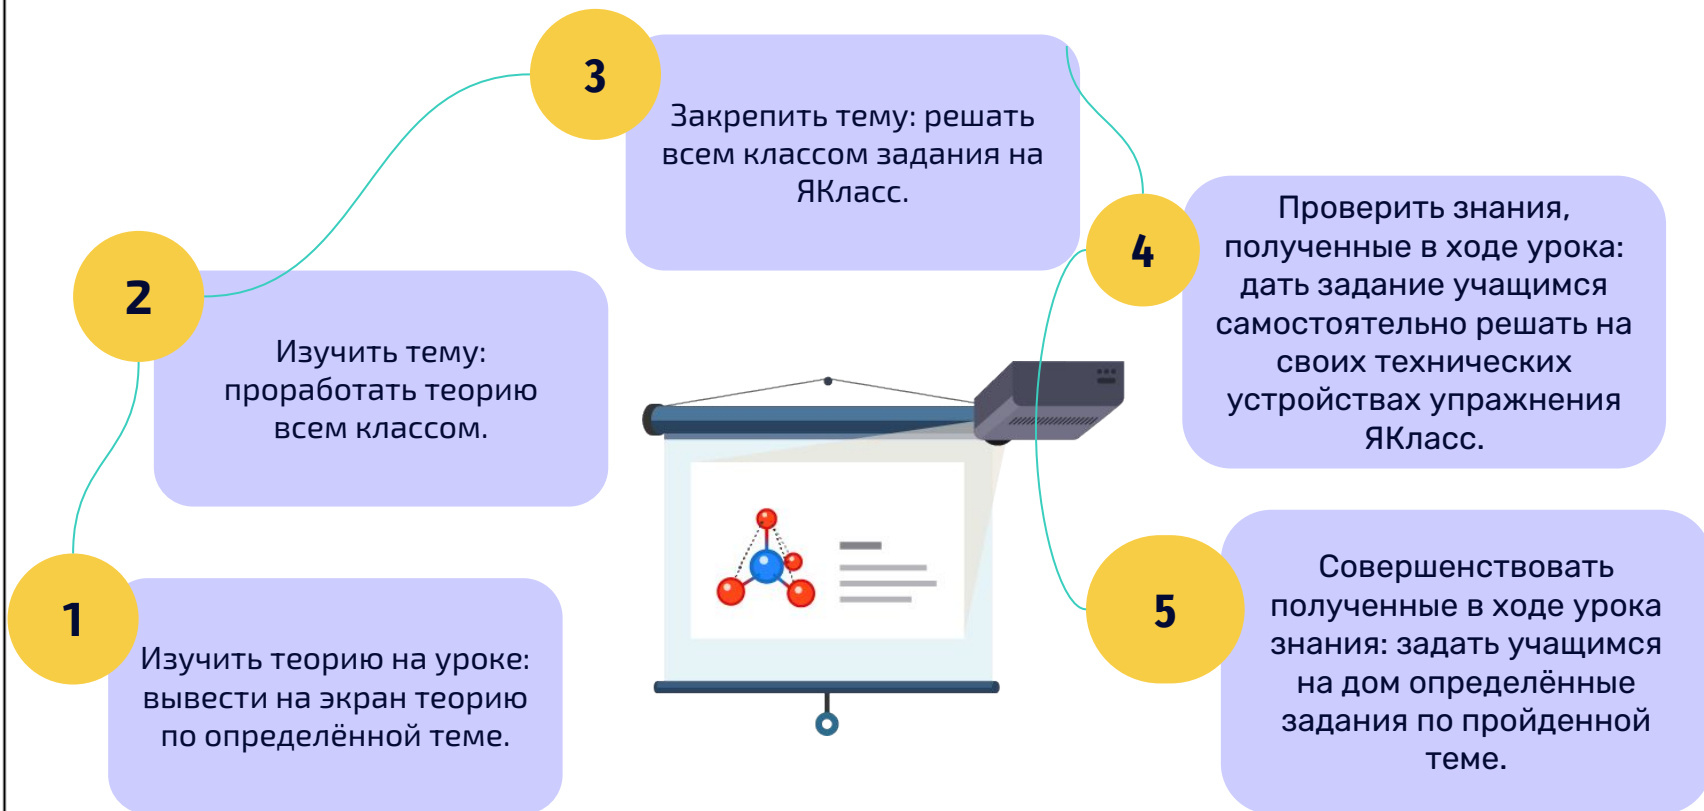 1
Изучить теорию на уроке:
вывести на экран теорию
по определённой теме.
2
Изучить тему:
проработать теорию
всем классом.
3
Закрепить тему: решать
всем классом задания на
ЯКласс.
4
Проверить знания,
полученные в ходе урока:
дать задание учащимся
самостоятельно решать на
своих технических
устройствах упражнения
ЯКласс.
5
Совершенствовать
полученные в ходе урока
знания: задать учащимся
на дом определённые
задания по пройденной
теме.